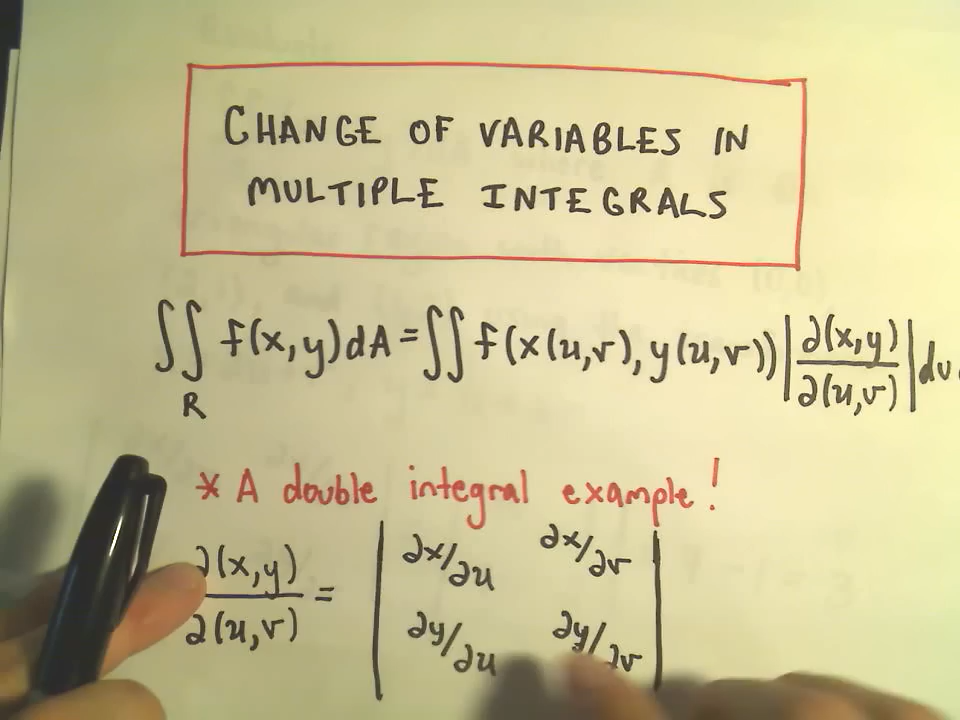 CHANGE OF VARIABLES IN
MULTIPLE INTEGRALS
∬_R f(x,y)dA = ∬ f(x(u,v), y(u,v)) |∂(x,y)/∂(u,v)| du
* A double integral example!
∂(x,y)/∂(u,v) = | ∂x/∂u ∂x/∂v |
| ∂y/∂u ∂y/∂v |